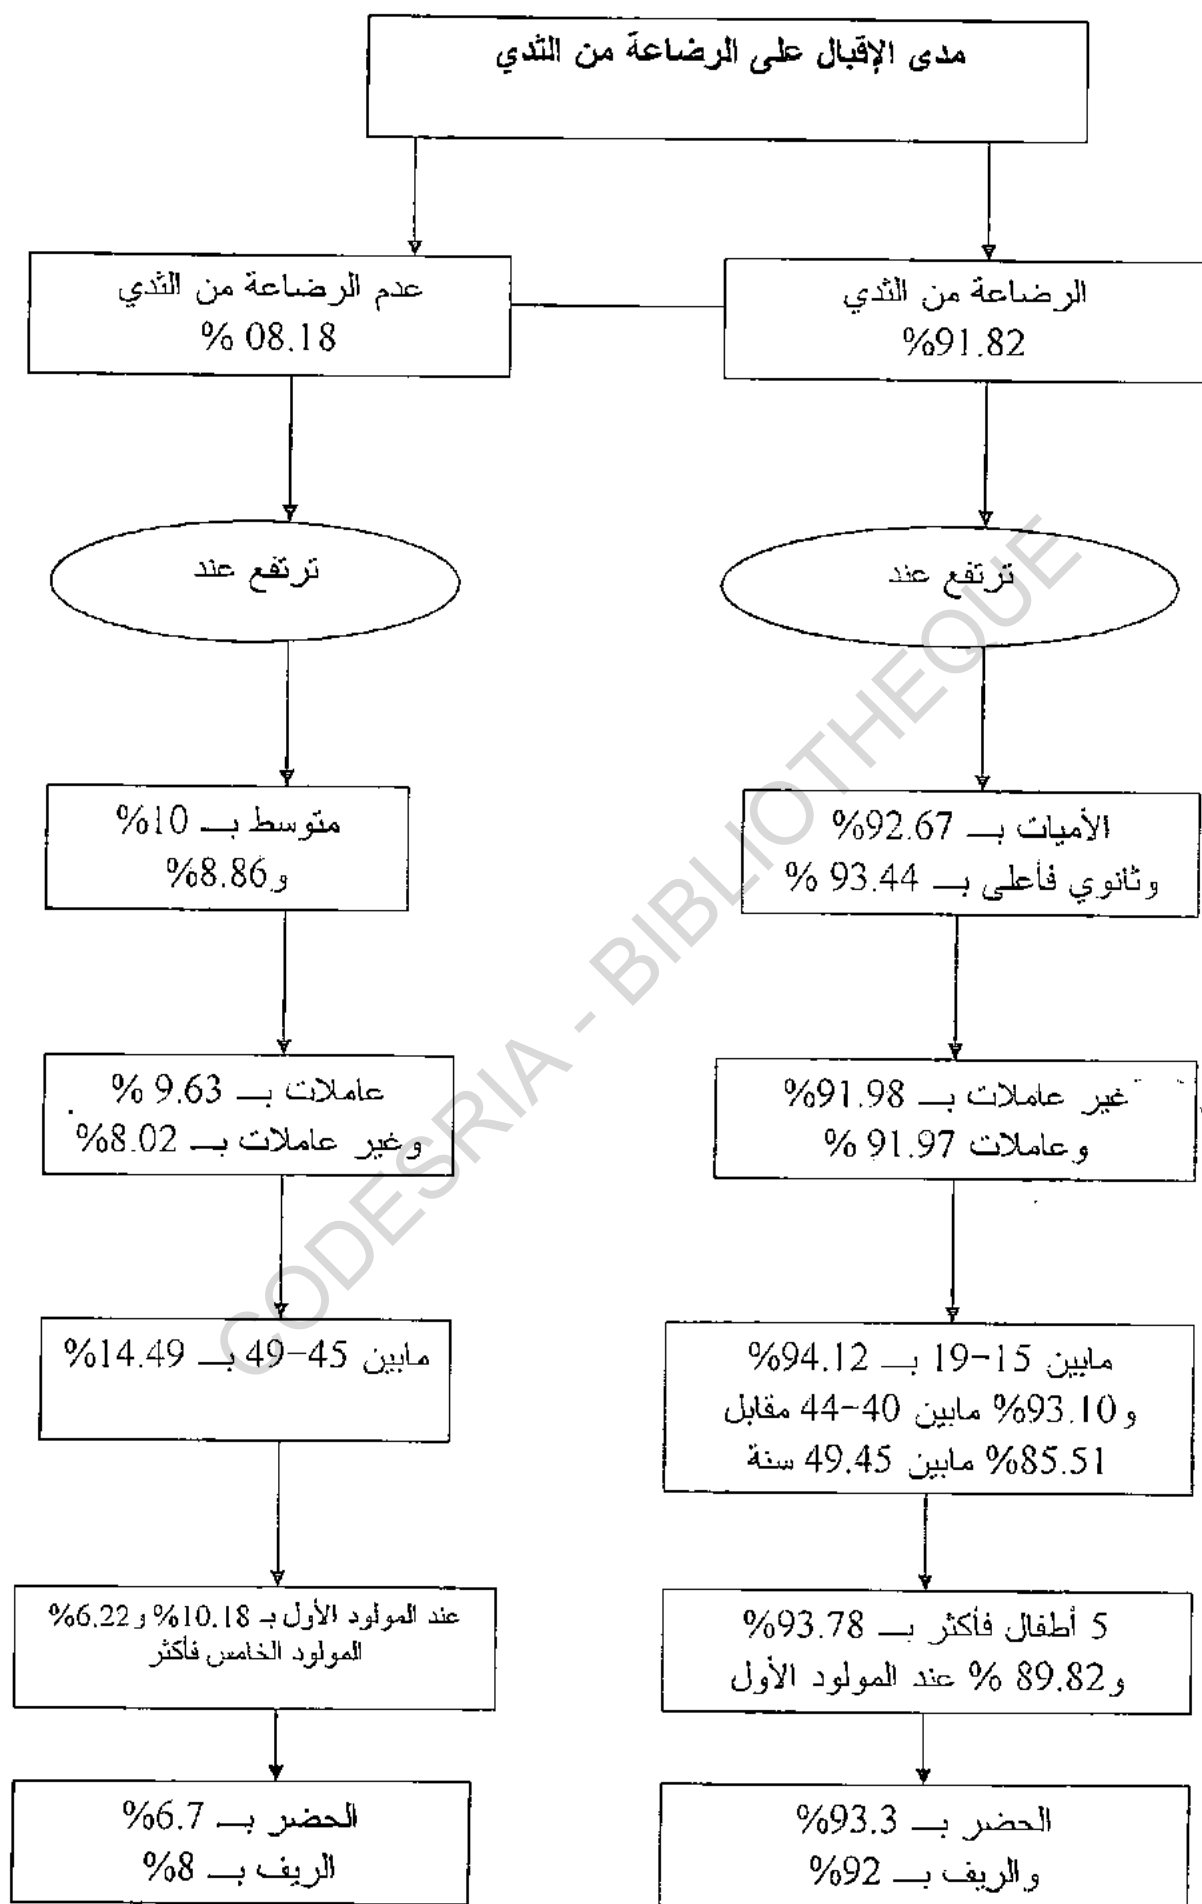 مدى الإقبال على الرضاعة من الثدي
الرضاعة من الثدي
%91.82
عدم الرضاعة من الثدي
% 08.18
ترتفع عند
ترتفع عند
الأميات بـ 92.67%
وثانوي فأعلى بـ 93.44 %
متوسط بـ 10%
و8.86%
غير عاملات بـ 91.98%
وعاملات 91.97 %
عاملات بـ 9.63 %
وغير عاملات بـ 8.02%
مابين 15-19 بـ 94.12%
و93.10% مابين 40-44 مقابل
85.51% مابين 49.45 سنة
مابين 45-49 بـ 14.49%
5 أطفال فأكثر بـ 93.78%
و89.82 % عند المولود الأول
عند المولود الأول بـ 10.18% و6.22%
المولود الخامس فأكثر
الحضر بـ 93.3%
والريف بـ 92%
الحضر بـ 6.7%
الريف بـ 8%
CODESRIA - BIBLIOTHEQUE